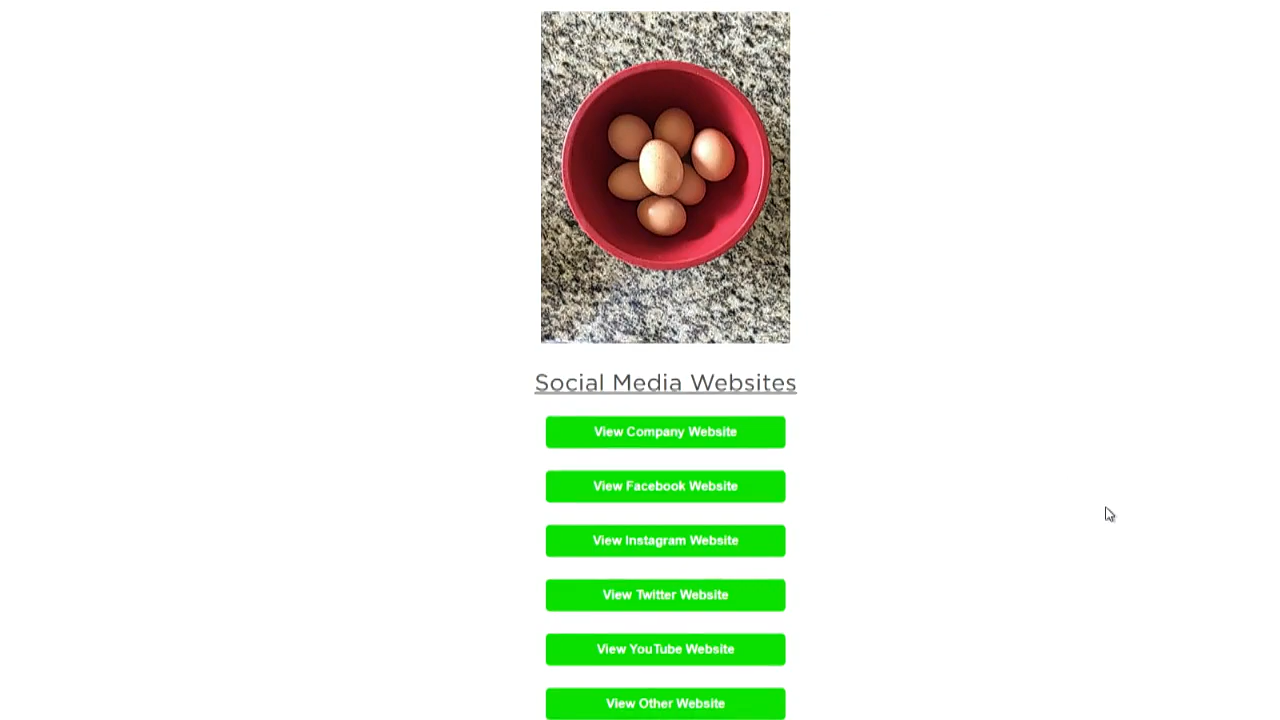 Social Media Websites
View Company Website
View Facebook Website
View Instagram Website
View Twitter Website
View YouTube Website
View Other Website